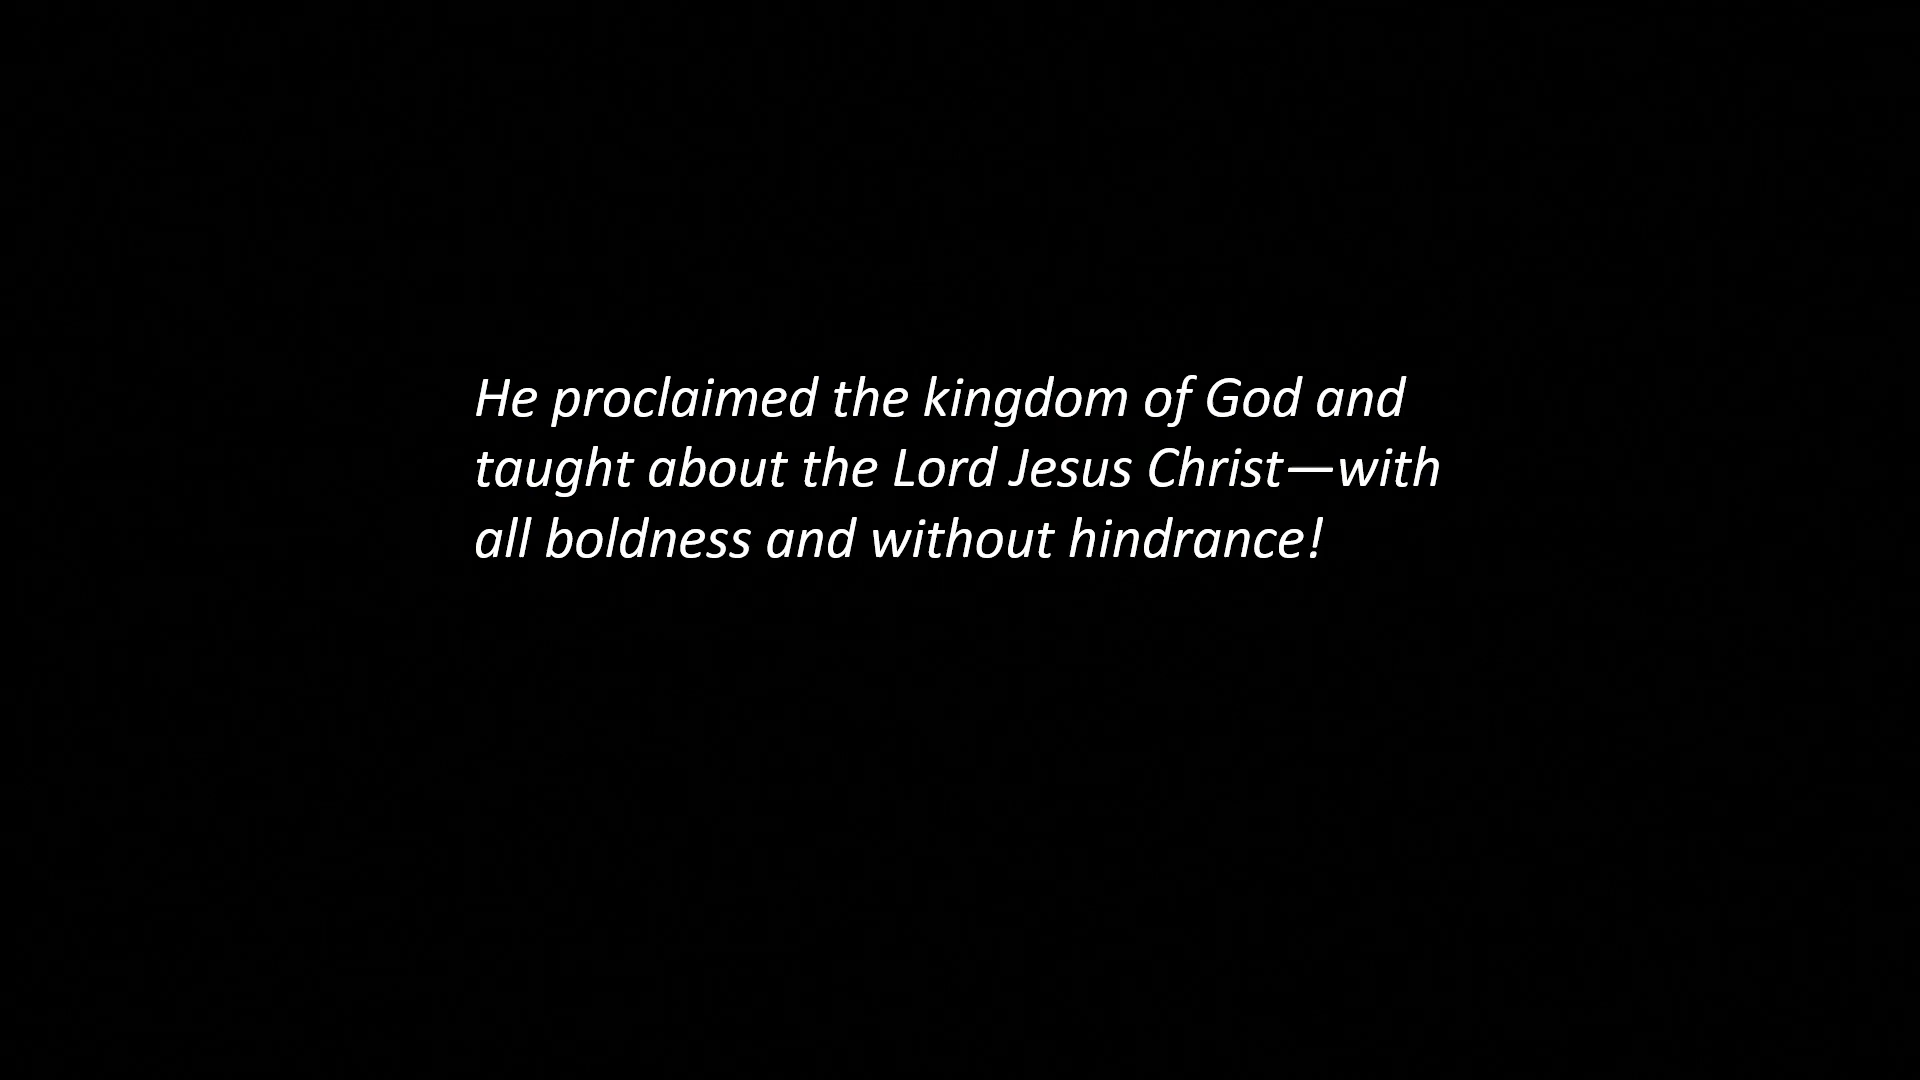 He proclaimed the kingdom of God and
taught about the Lord Jesus Christ—with
all boldness and without hindrance!